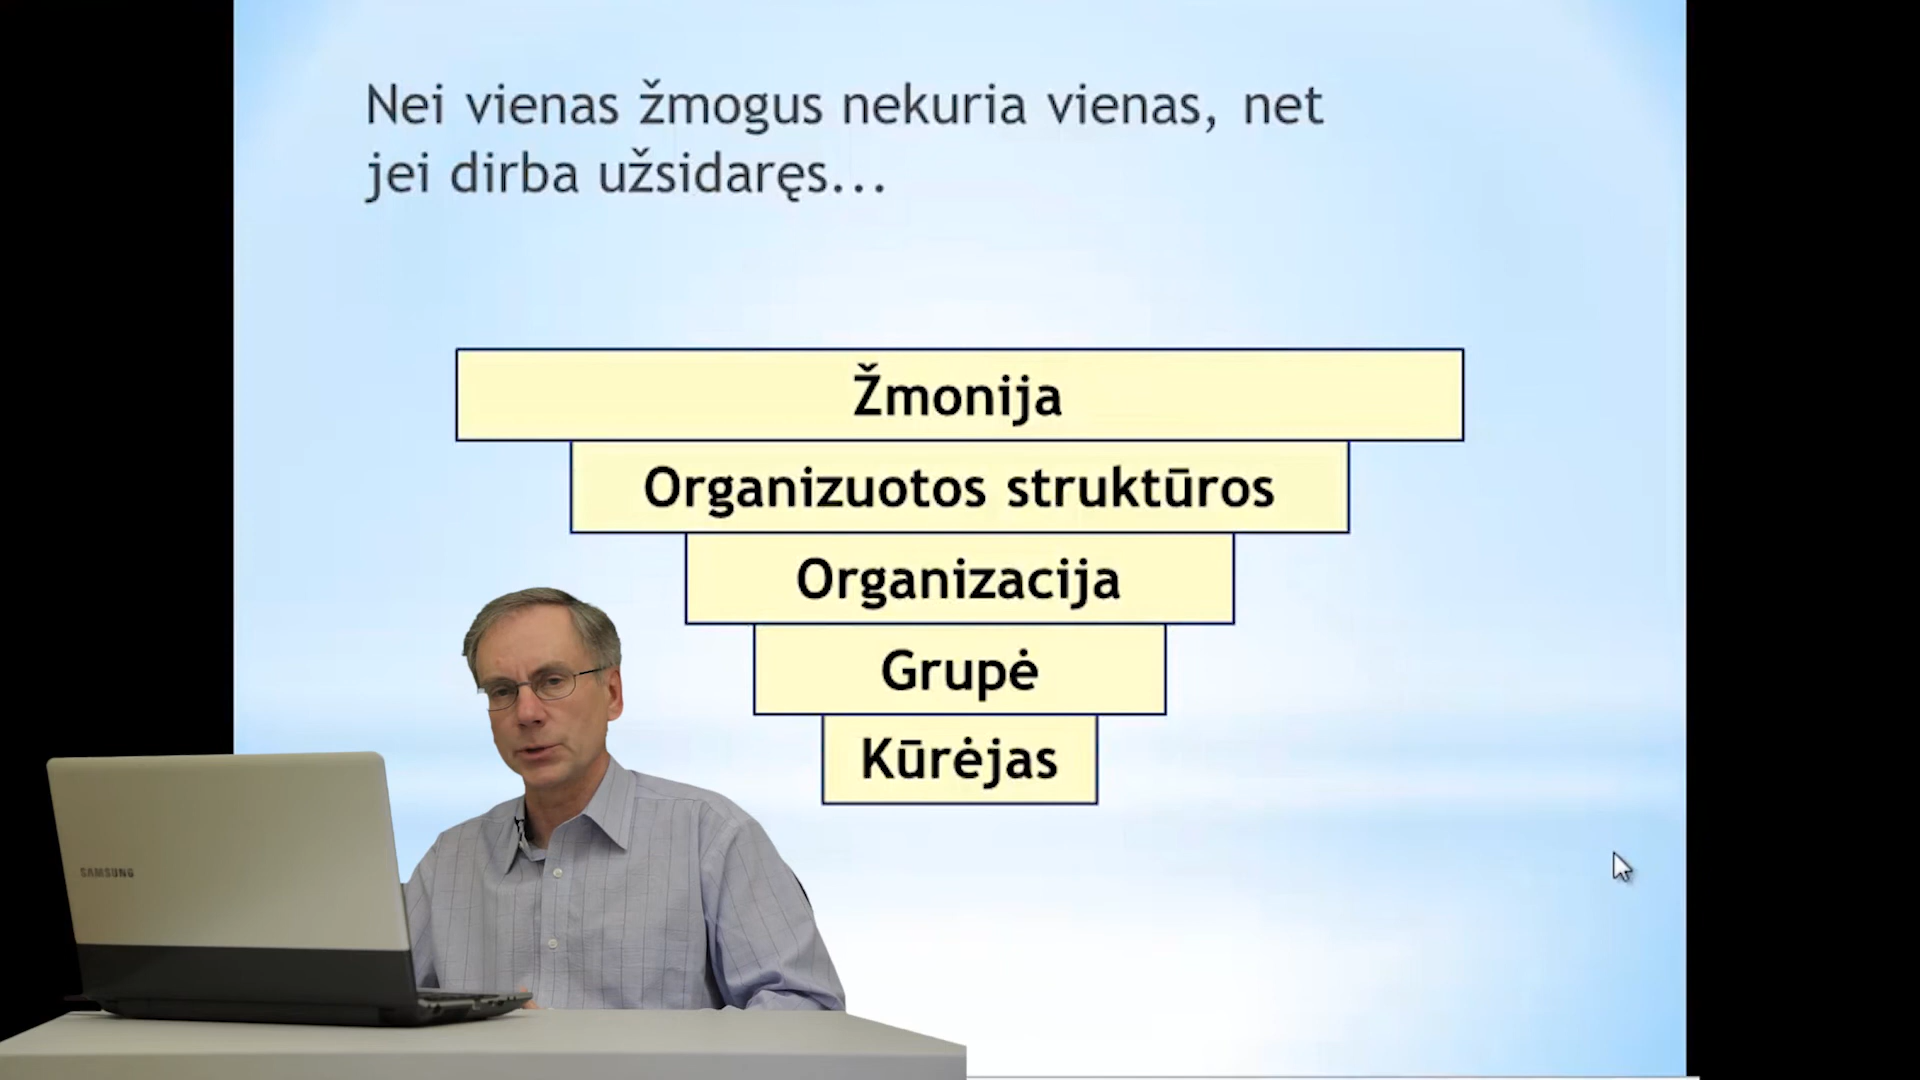 Nei vienas žmogus nekuria vienas, net
jei dirba užsidaręs...
Žmonija
Organizuotos struktūros
Organizacija
Grupė
Kūrėjas
SAMSUNG